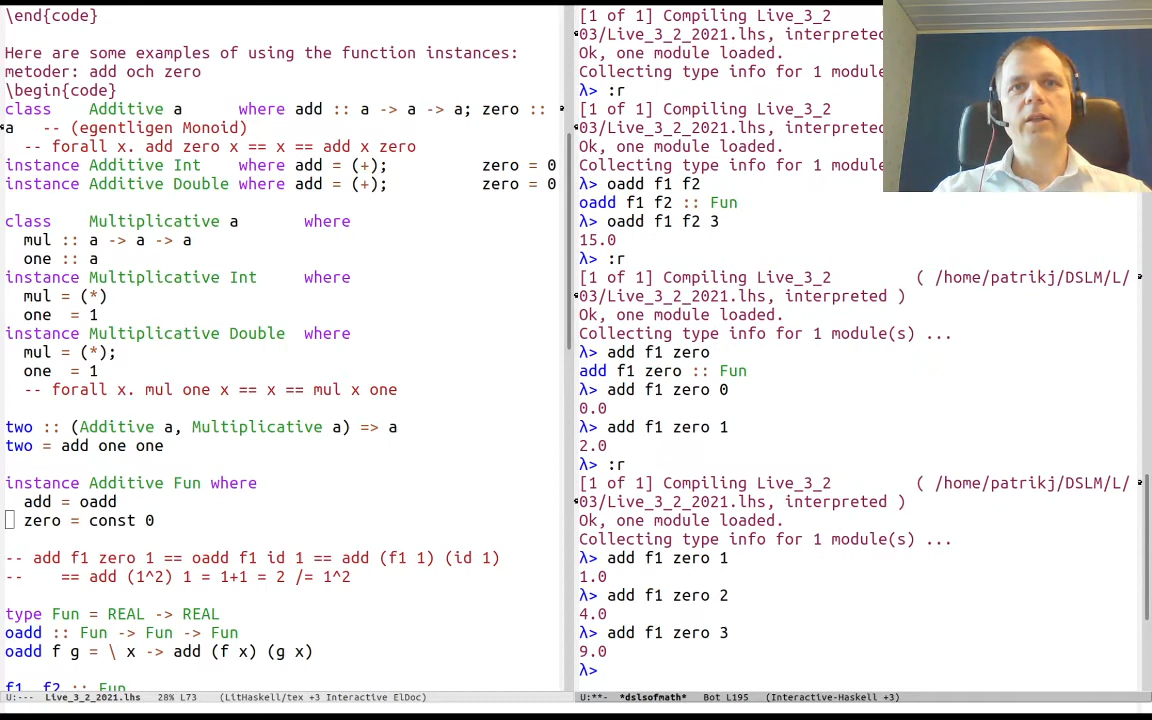 \end{code}
Here are some examples of using the function instances:
metoder: add och zero
\begin{code}
class    Additive a      where add :: a -> a -> a; zero ::
a   -- (egentligen Monoid)
  -- forall x. add zero x == x == add x zero
instance Additive Int    where add = (+);          zero = 0
instance Additive Double where add = (+);          zero = 0
class    Multiplicative a       where
  mul :: a -> a -> a
  one :: a
instance Multiplicative Int     where
  mul = (*)
  one  = 1
instance Multiplicative Double  where
  mul = (*);
  one  = 1
  -- forall x. mul one x == x == mul x one
two :: (Additive a, Multiplicative a) => a
two = add one one
instance Additive Fun where
  add = oadd
  zero = const 0
-- add f1 zero 1 == oadd f1 id 1 == add (f1 1) (id 1)
--    == add (1^2) 1 = 1+1 = 2 /= 1^2
type Fun = REAL -> REAL
oadd :: Fun -> Fun -> Fun
oadd f g = \ x -> add (f x) (g x)
f1, f2 :: Fun
U:---  Live_3_2_2021.lhs   28% L73    (LitHaskell/tex +3 Interactive ElDoc)
[1 of 1] Compiling Live_3_2
03/Live_3_2_2021.lhs, interpreted
Ok, one module loaded.
Collecting type info for 1 module
λ> :r
[1 of 1] Compiling Live_3_2
03/Live_3_2_2021.lhs, interpreted
Ok, one module loaded.
Collecting type info for 1 module
λ> oadd f1 f2
oadd f1 f2 :: Fun
λ> oadd f1 f2 3
15.0
λ> :r
[1 of 1] Compiling Live_3_2         ( /home/patrikj/DSLM/L/
03/Live_3_2_2021.lhs, interpreted )
Ok, one module loaded.
Collecting type info for 1 module(s) ...
λ> add f1 zero
add f1 zero :: Fun
λ> add f1 zero 0
0.0
λ> add f1 zero 1
2.0
λ> :r
[1 of 1] Compiling Live_3_2         ( /home/patrikj/DSLM/L/
03/Live_3_2_2021.lhs, interpreted )
Ok, one module loaded.
Collecting type info for 1 module(s) ...
λ> add f1 zero 1
1.0
λ> add f1 zero 2
4.0
λ> add f1 zero 3
9.0
λ>
U:**-  *dslsofmath*   Bot L195   (Interactive-Haskell +3)